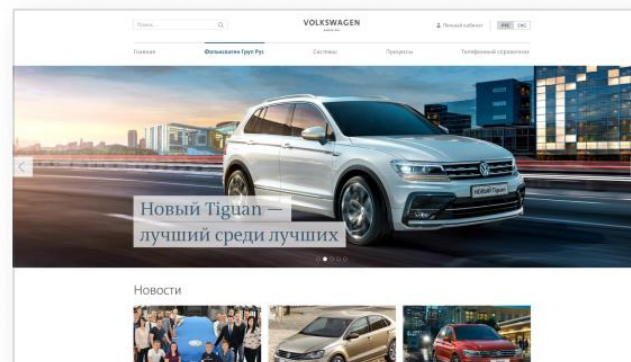 Поиск...
VOLKSWAGEN
Личный кабинет
РУС
ENG
Главная
Фольксваген Груп Рус
Системы
Процессы
Телефонный справочник
НОВЫЙ Tiguan
Новый Tiguan —
лучший среди лучших
Новости